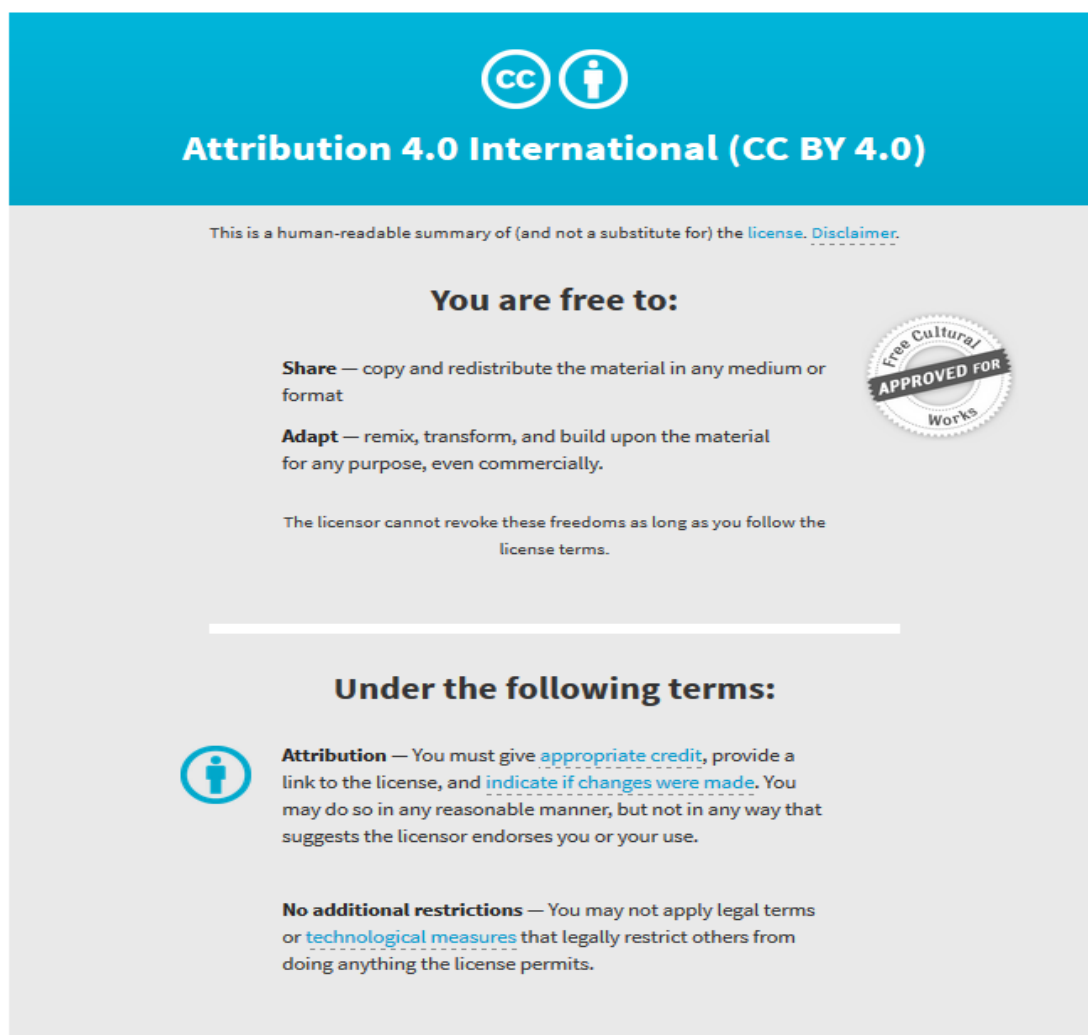 cc
Attribution 4.0 International (CC BY 4.0)
This is a human-readable summary of (and not a substitute for) the license. Disclaimer.
You are free to:
Share — copy and redistribute the material in any medium or
format
Adapt — remix, transform, and build upon the material
for any purpose, even commercially.
Free Cultural
APPROVED FOR
Works
The licensor cannot revoke these freedoms as long as you follow the
license terms.
Under the following terms:
Attribution — You must give appropriate credit, provide a
link to the license, and indicate if changes were made. You
may do so in any reasonable manner, but not in any way that
suggests the licensor endorses you or your use.
No additional restrictions — You may not apply legal terms
or technological measures that legally restrict others from
doing anything the license permits.